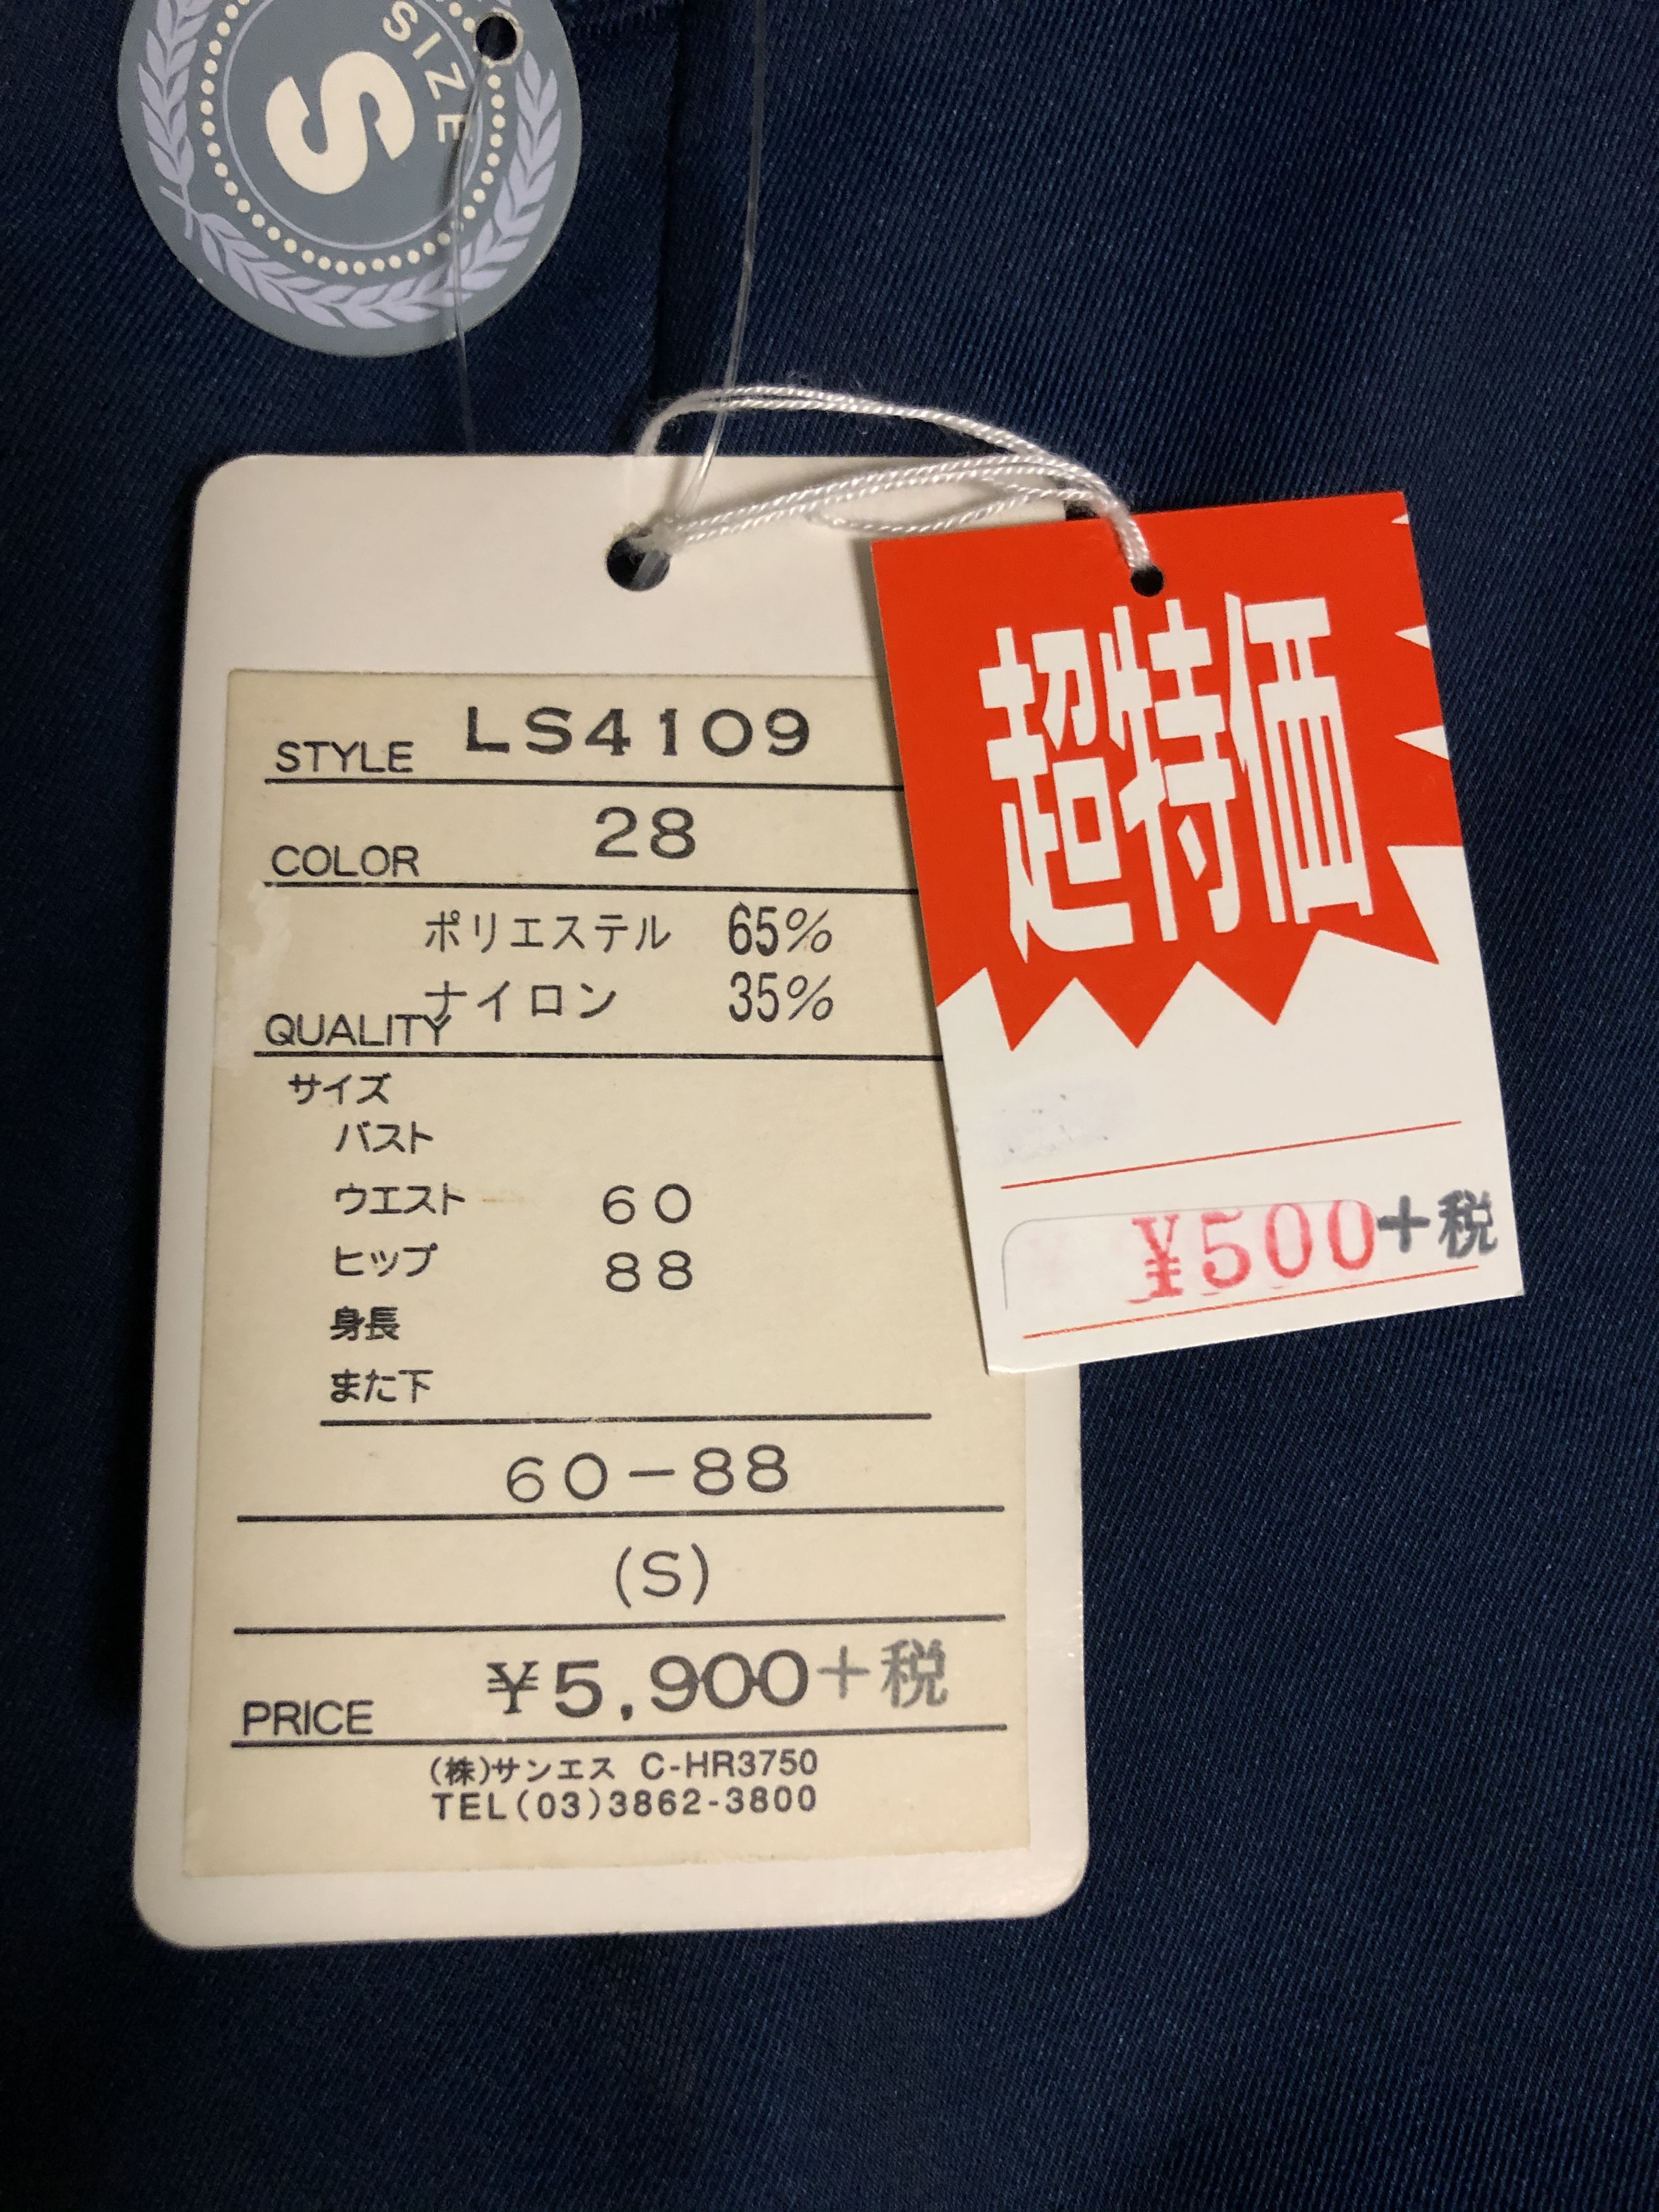 SIZE
S
STYLE LS4109
COLOR 28
ポリエステル 65%
ナイロン 35%
QUALITY
サイズ
バスト
ウエスト 60
ヒップ 88
身長
また下
60-88
(S)
PRICE ¥5,900+税
(株)サンエス C-HR3750
TEL(03)3862-3800
超特価
¥500+税